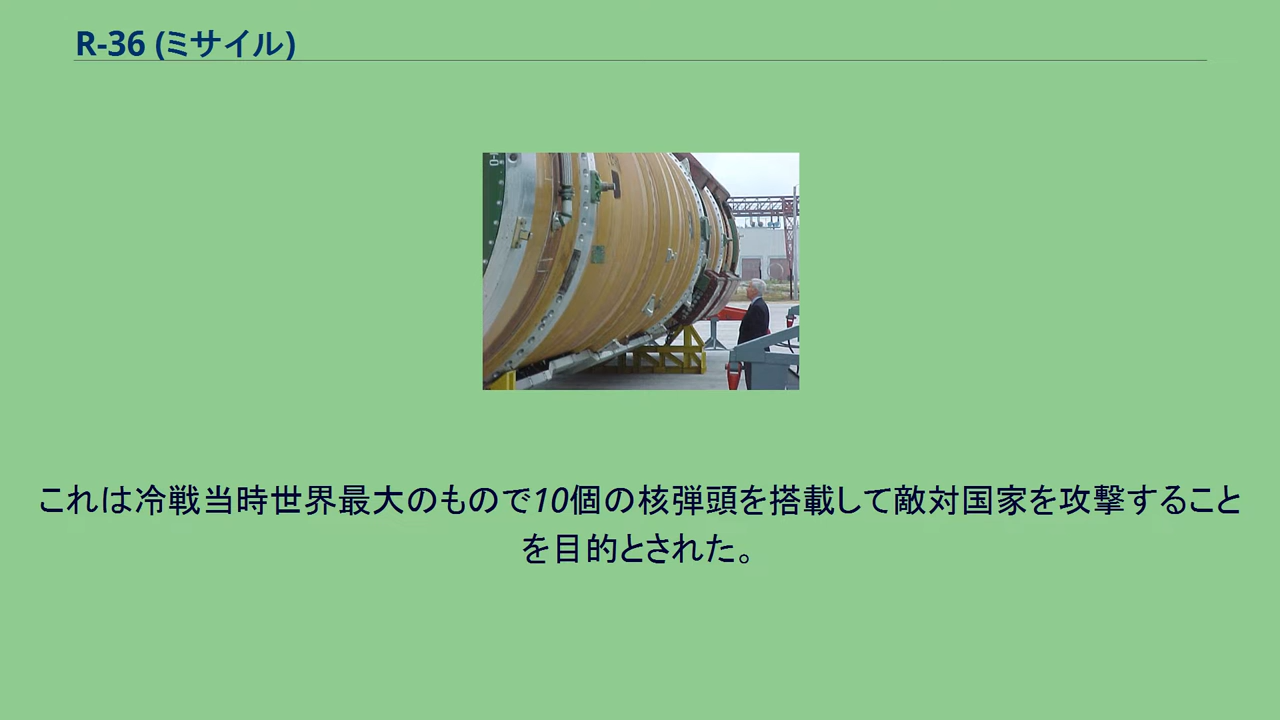 R-36 (ミサイル)
これは冷戦当時世界最大のもので10個の核弾頭を搭載して敵対国家を攻撃すること
を目的とされた。